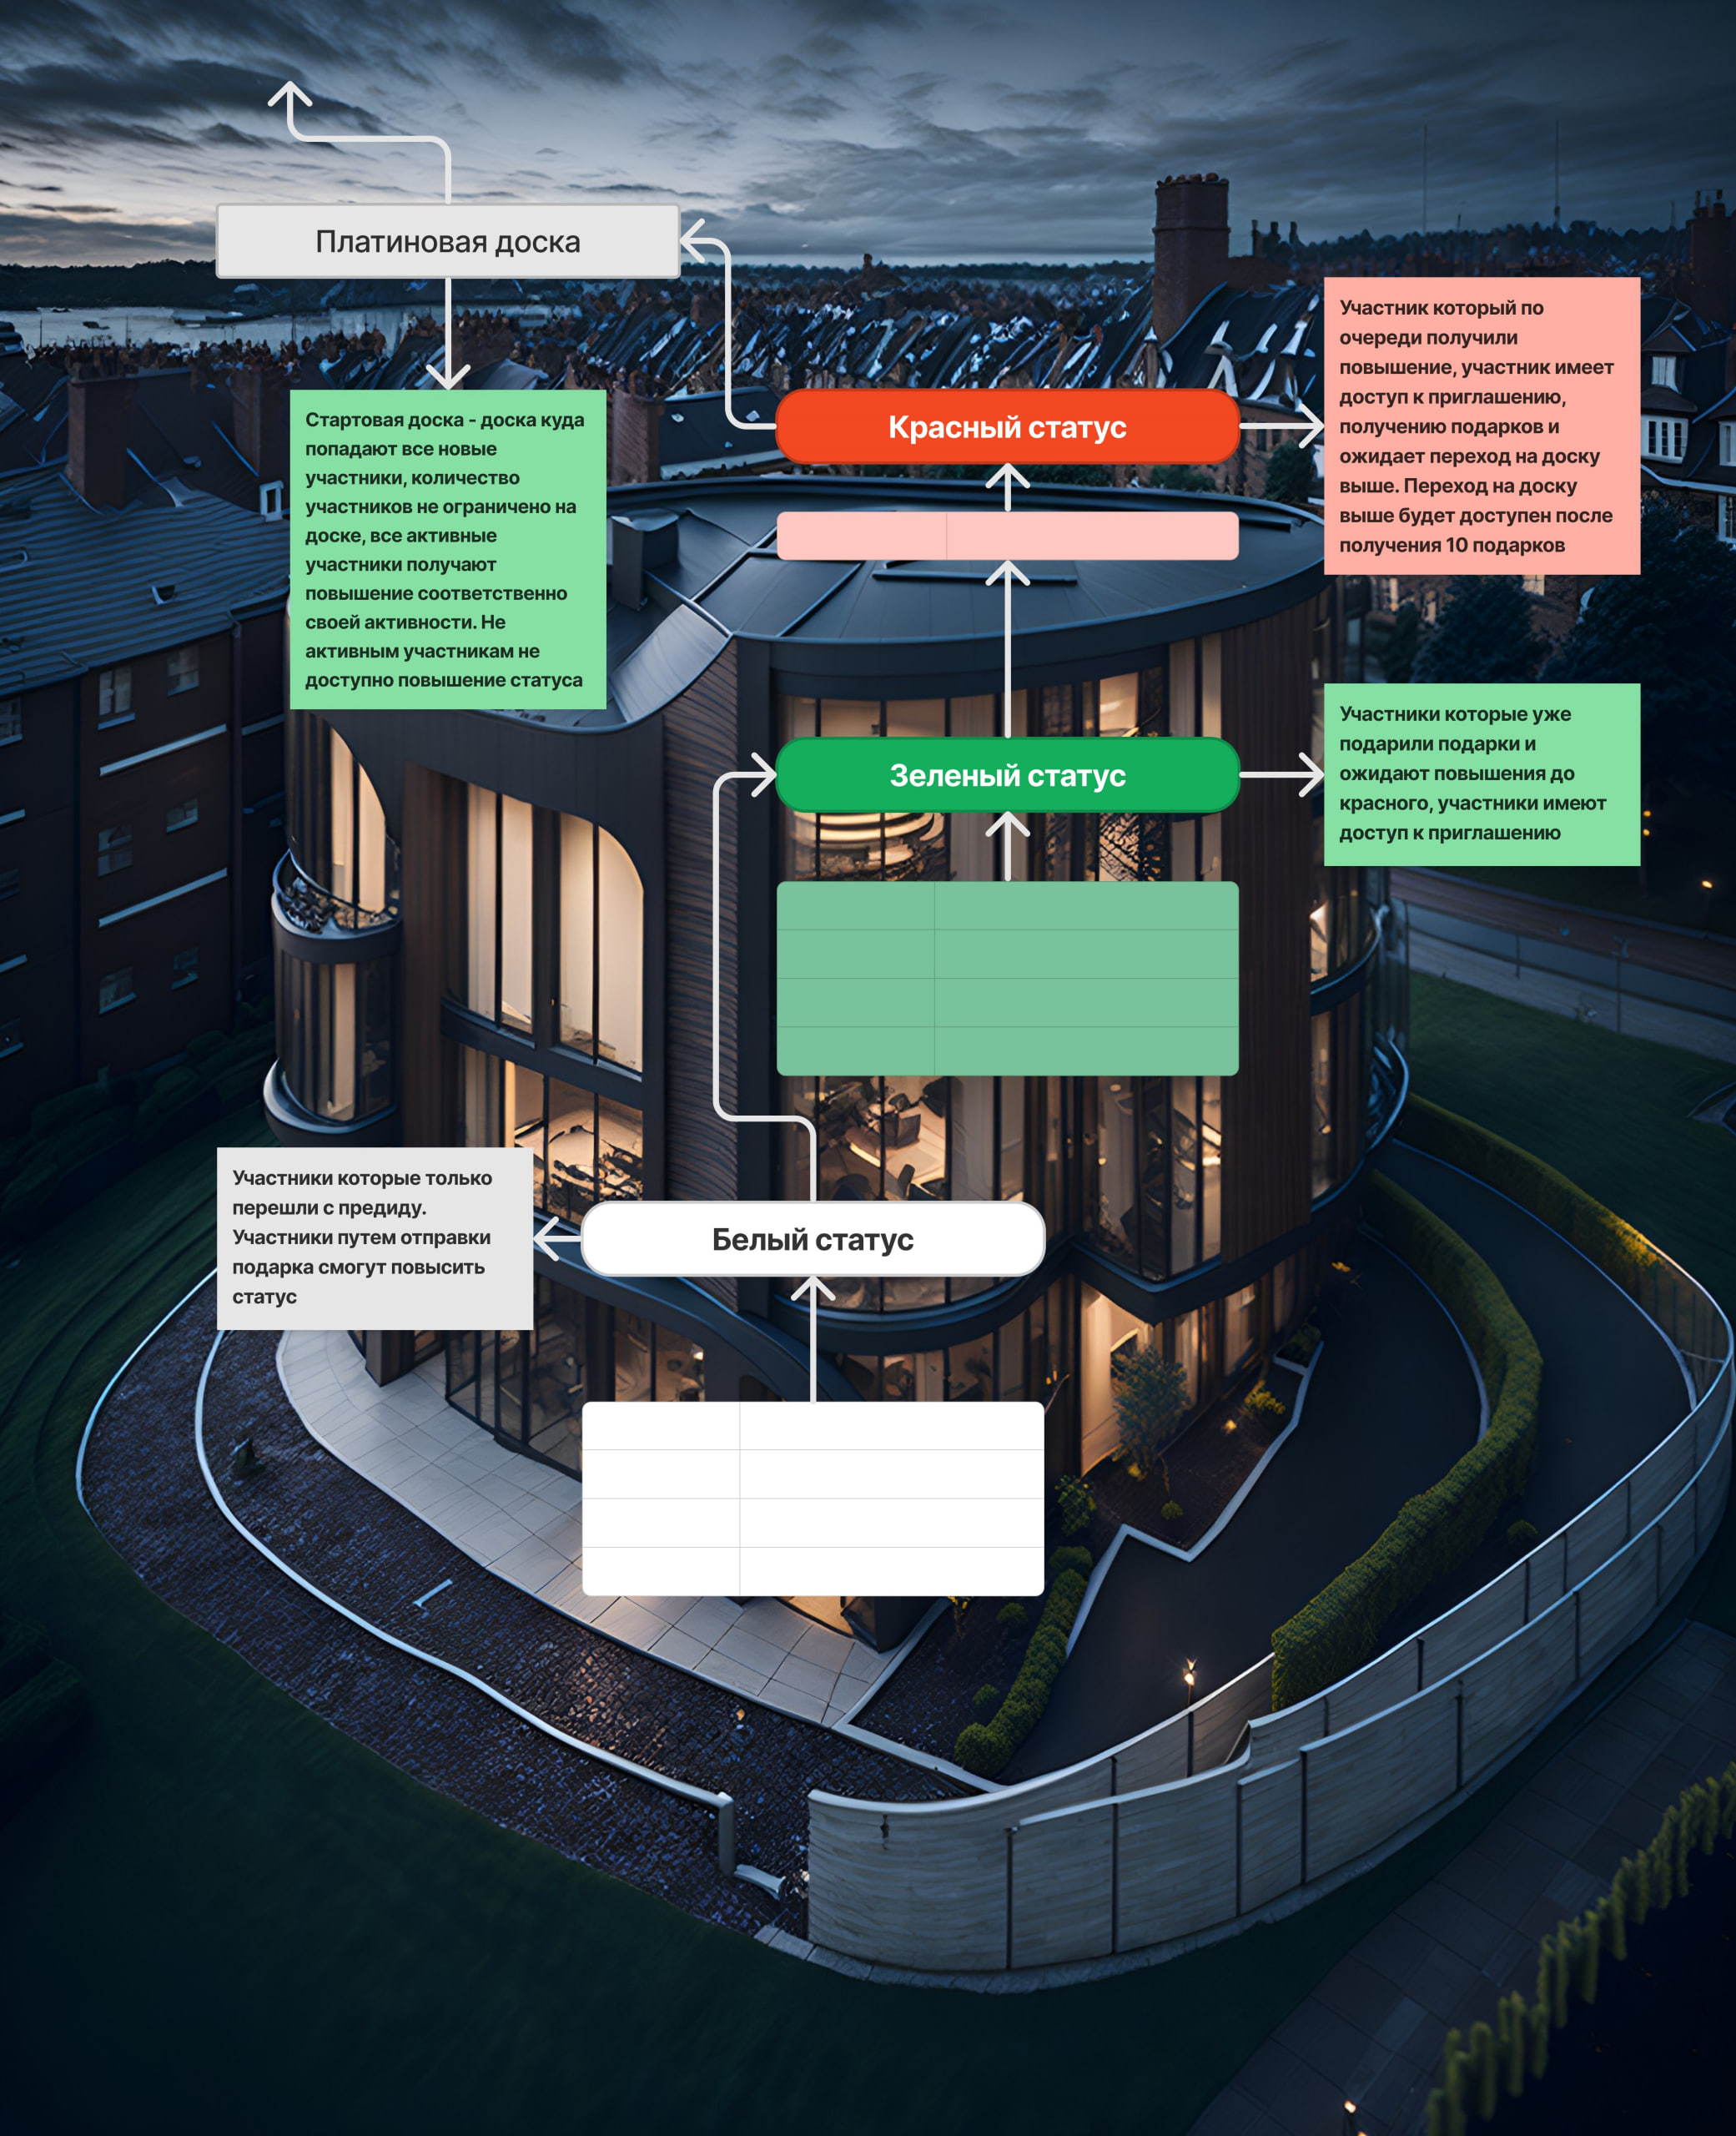 Платиновая доска
Стартовая доска - доска куда
попадают все новые
участники, количество
участников не ограничено на
доске, все активные
участники получают
повышение соответственно
своей активности. Не
активным участникам не
доступно повышение статуса
Красный статус
Участник который по
очереди получили
повышение, участник имеет
доступ к приглашению,
получению подарков и
ожидает переход на доску
выше. Переход на доску
выше будет доступен после
получения 10 подарков
Зеленый статус
Участники которые уже
подарили подарки и
ожидают повышения до
красного, участники имеют
доступ к приглашению
Белый статус
Участники которые только
перешли с предиду.
Участники путем отправки
подарка смогут повысить
статус